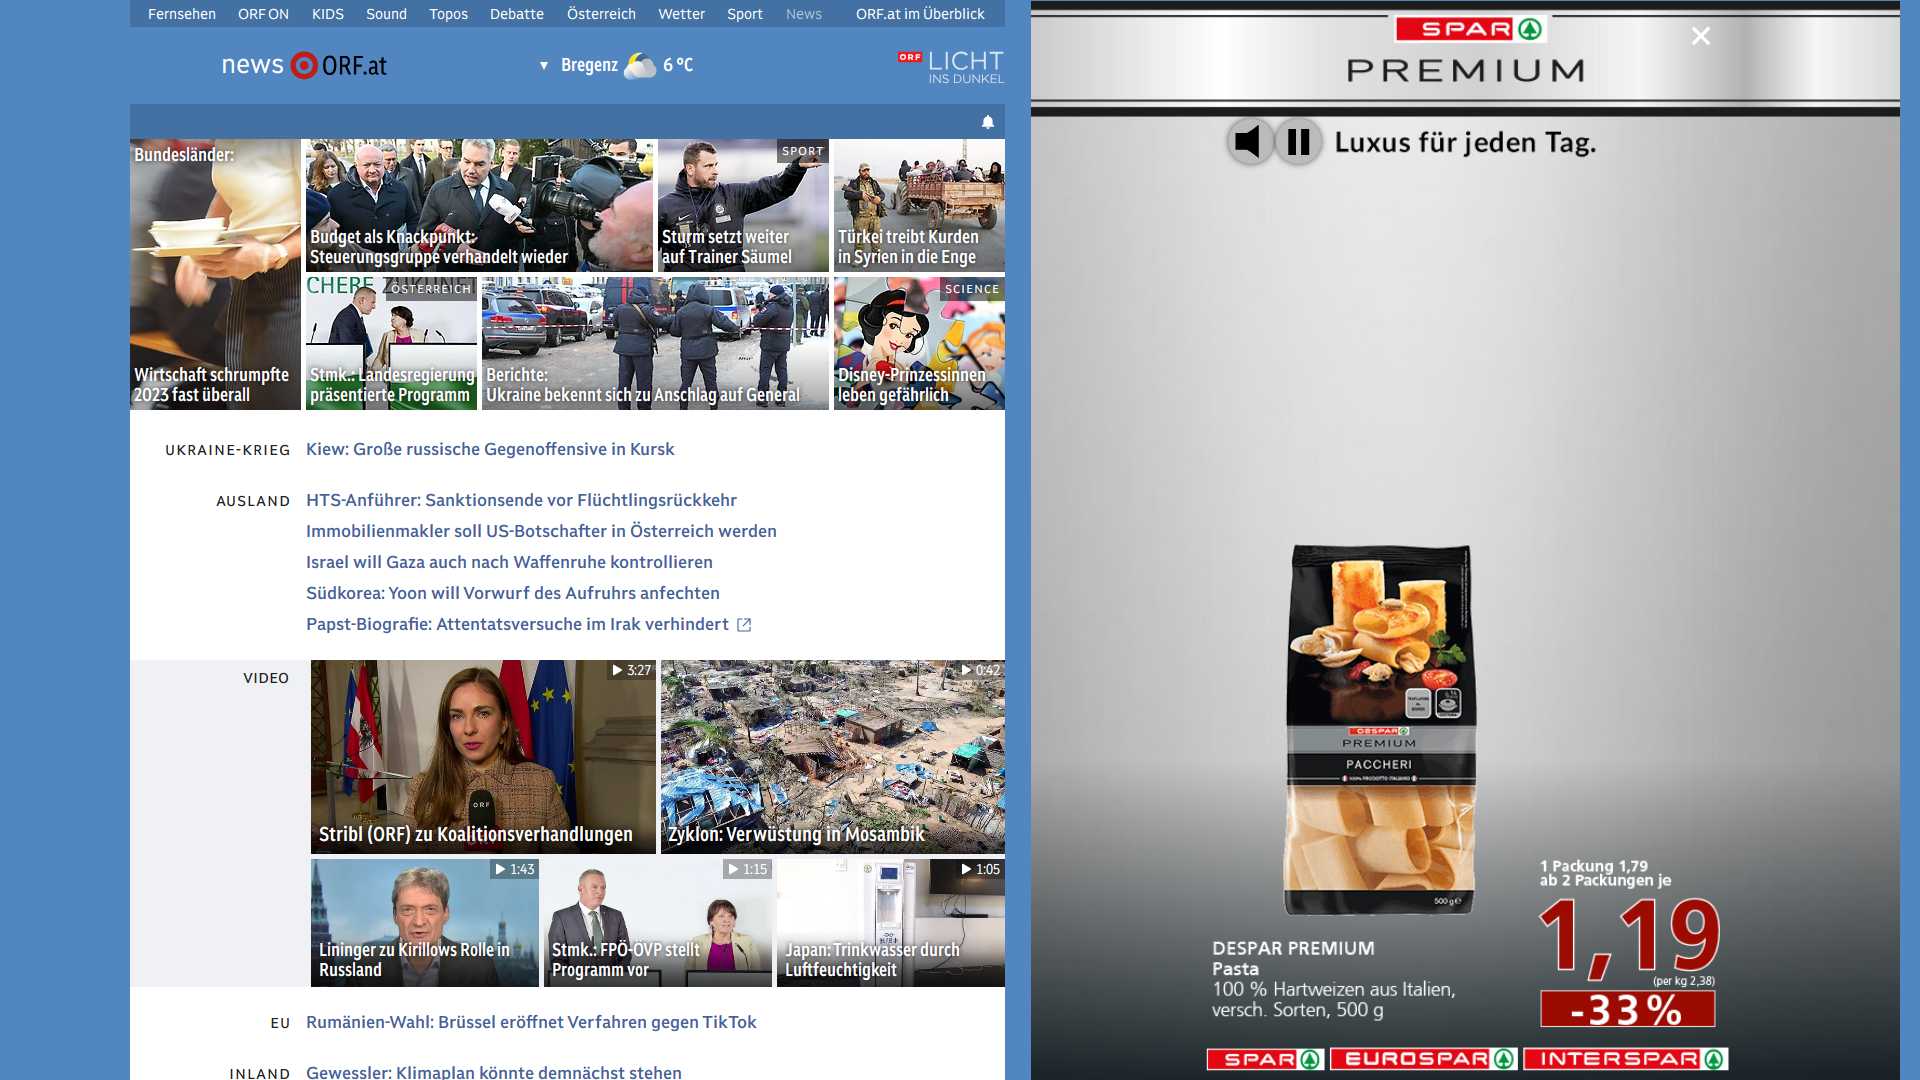 Fernsehen ORF ON KIDS Sound Topos Debatte Österreich Wetter Sport News ORF.at im Überblick
news ORF.at
Bregenz 6 °C
ORF LICHT
INS DUNKEL
Bundesländer:
Wirtschaft schrumpfte
2023 fast überall
Budget als Knackpunkt:
Steuerungsgruppe verhandelt wieder
SPORT
Sturm setzt weiter
auf Trainer Säumel
Türkei treibt Kurden
in Syrien in die Enge
ÖSTERREICH
Stmk.: Landesregierung
präsentierte Programm
Berichte:
Ukraine bekennt sich zu Anschlag auf General
SCIENCE
Disney-Prinzessinnen
leben gefährlich
UKRAINE-KRIEG
Kiew: Große russische Gegenoffensive in Kursk
AUSLAND
HTS-Anführer: Sanktionsende vor Flüchtlingsrückkehr
Immobilienmakler soll US-Botschafter in Österreich werden
Israel will Gaza auch nach Waffenruhe kontrollieren
Südkorea: Yoon will Vorwurf des Aufruhrs anfechten
Papst-Biografie: Attentatsversuche im Irak verhindert
VIDEO
3:27
ORF
Stribl (ORF) zu Koalitionsverhandlungen
0:42
Zyklon: Verwüstung in Mosambik
1:43
Lininger zu Kirillows Rolle in
Russland
1:15
Stmk.: FPÖ-ÖVP stellt
Programm vor
1:05
Japan: Trinkwasser durch
Luftfeuchtigkeit
EU
Rumänien-Wahl: Brüssel eröffnet Verfahren gegen TikTok
INLAND
Gewessler: Klimaplan könnte demnächst stehen
SPAR
PREMIUM
Luxus für jeden Tag.
DESPAR
PREMIUM
PACCHERI
100% PRODOTTO ITALIANO
500 g e
1 Packung 1,79
ab 2 Packungen je
1,19
(per kg 2,38)
-33%
DESPAR PREMIUM
Pasta
100 % Hartweizen aus Italien,
versch. Sorten, 500 g
SPAR EUROSPAR INTERSPAR